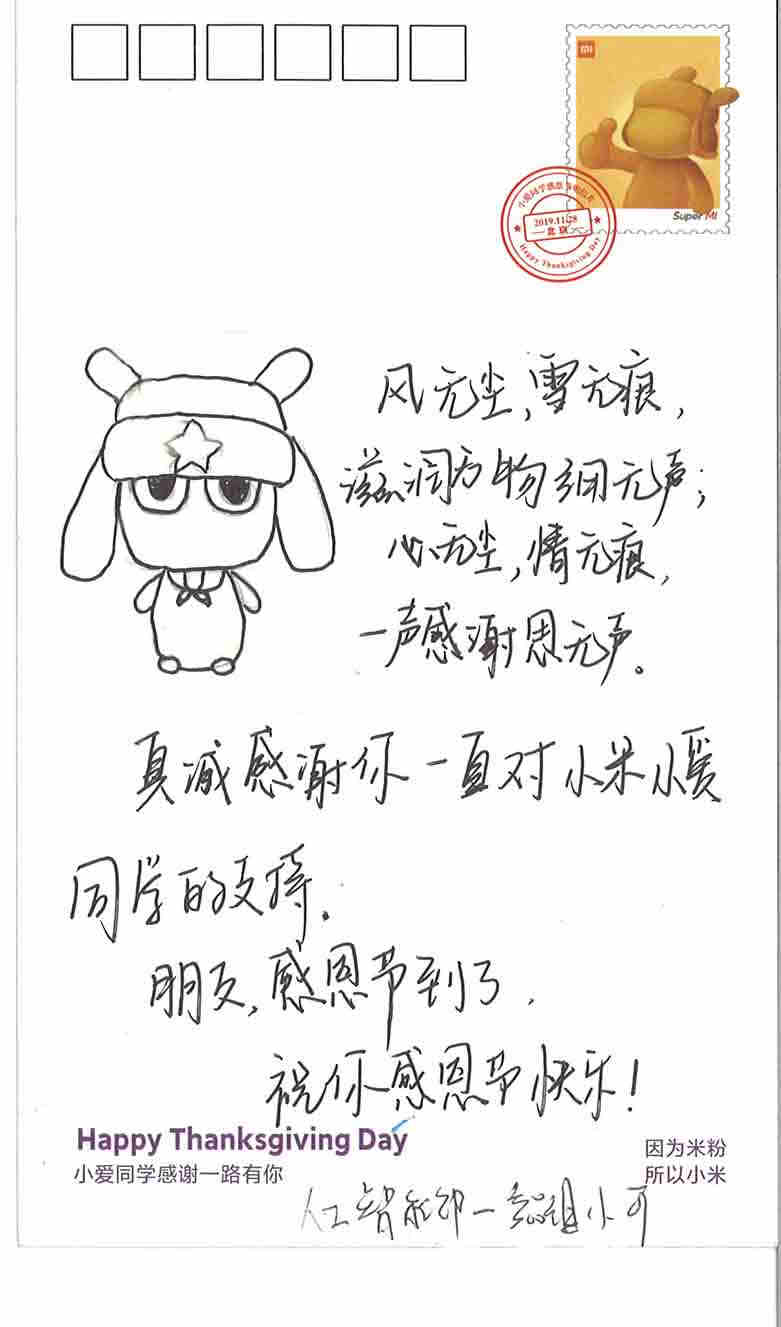 小爱同学感恩节明信片
2019.11.28
北京
Happy Thanksgiving Day
Super MI
风无尘，雪无痕，
滋润万物细无声；
心无尘，情无痕，
一声感谢恩无声。
真诚感谢你一直对小米小爱
同学的支持。
朋友，感恩节到了，
祝你感恩节快乐！
Happy Thanksgiving Day
小爱同学感谢一路有你
因为米粉
所以小米
人工智能部一 组小可